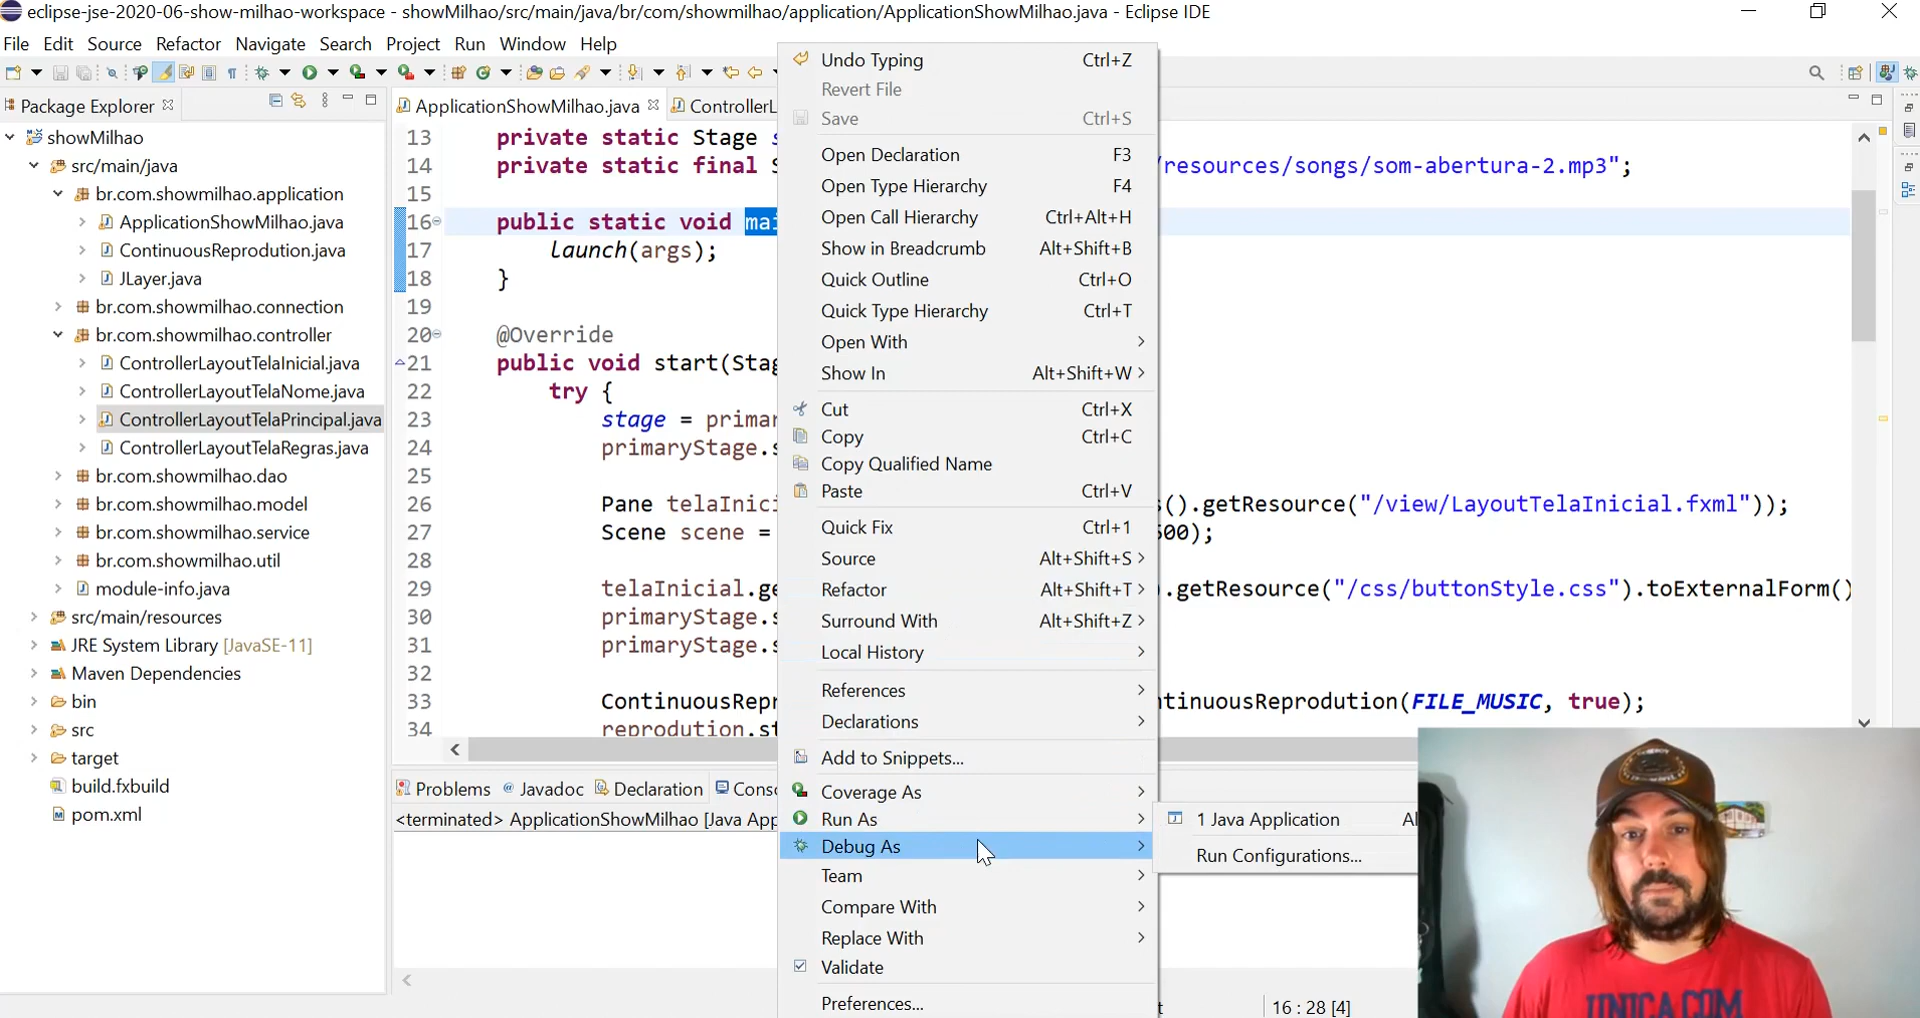 eclipse-jse-2020-06-show-milhao-workspace - showMilhao/src/main/java/br/com/showmilhao/application/ApplicationShowMilhao.java - Eclipse IDE
File Edit Source Refactor Navigate Search Project Run Window Help
Package Explorer
showMilhao
src/main/java
br.com.showmilhao.application
ApplicationShowMilhao.java
ContinuousReprodution.java
JLayer.java
br.com.showmilhao.connection
br.com.showmilhao.controller
ControllerLayoutTelaInicial.java
ControllerLayoutTelaNome.java
ControllerLayoutTelaPrincipal.java
ControllerLayoutTelaRegras.java
br.com.showmilhao.dao
br.com.showmilhao.model
br.com.showmilhao.service
br.com.showmilhao.util
module-info.java
src/main/resources
JRE System Library [JavaSE-11]
Maven Dependencies
bin
src
target
build.fxbuild
pom.xml
ApplicationShowMilhao.java ControllerL
13 private static Stage s
14 private static final S /resources/songs/som-abertura-2.mp3";
15
16 public static void mai
17 launch(args);
18 }
19
20 @Override
21 public void start(Stag
22 try {
23 stage = primar
24 primaryStage.s
25
26 Pane telaInici s().getResource("/view/LayoutTelaInicial.fxml"));
27 Scene scene = 500);
28
29 telaInicial.ge ).getResource("/css/buttonStyle.css").toExternalForm()
30 primaryStage.s
31 primaryStage.s
32
33 ContinuousRepr ntinuousReprodution(FILE_MUSIC, true);
34 reprodution.st
Undo Typing Ctrl+Z
Revert File
Save Ctrl+S
Open Declaration F3
Open Type Hierarchy F4
Open Call Hierarchy Ctrl+Alt+H
Show in Breadcrumb Alt+Shift+B
Quick Outline Ctrl+O
Quick Type Hierarchy Ctrl+T
Open With
Show In Alt+Shift+W
Cut Ctrl+X
Copy Ctrl+C
Copy Qualified Name
Paste Ctrl+V
Quick Fix Ctrl+1
Source Alt+Shift+S
Refactor Alt+Shift+T
Surround With Alt+Shift+Z
Local History
References
Declarations
Add to Snippets...
Coverage As
Run As
Debug As
Team
Compare With
Replace With
Validate
Preferences...
1 Java Application Al
Run Configurations...
Problems Javadoc Declaration Conso
<terminated> ApplicationShowMilhao [Java App
16 : 28 [4]
UNICA.COM